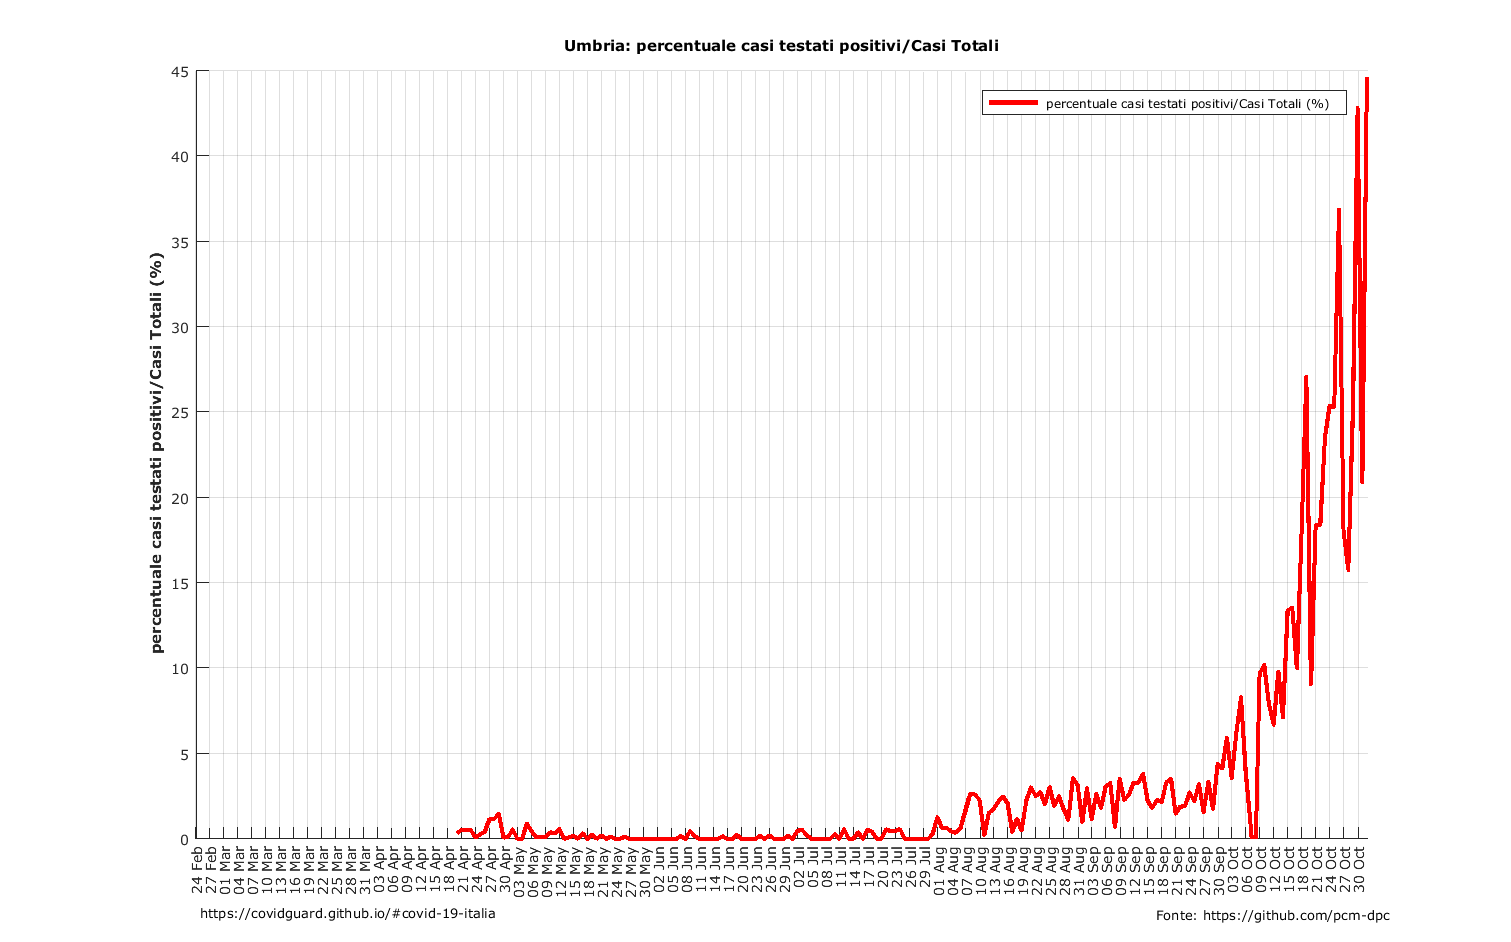 Umbria: percentuale casi testati positivi/Casi Totali
percentuale casi testati positivi/Casi Totali (%)
percentuale casi testati positivi/Casi Totali (%)
45
40
35
30
25
20
15
10
5
0
24 Feb
27 Feb
01 Mar
04 Mar
07 Mar
10 Mar
13 Mar
16 Mar
19 Mar
22 Mar
25 Mar
28 Mar
31 Mar
03 Apr
06 Apr
09 Apr
12 Apr
15 Apr
18 Apr
21 Apr
24 Apr
27 Apr
30 Apr
03 May
06 May
09 May
12 May
15 May
18 May
21 May
24 May
27 May
30 May
02 Jun
05 Jun
08 Jun
11 Jun
14 Jun
17 Jun
20 Jun
23 Jun
26 Jun
29 Jun
02 Jul
05 Jul
08 Jul
11 Jul
14 Jul
17 Jul
20 Jul
23 Jul
26 Jul
29 Jul
01 Aug
04 Aug
07 Aug
10 Aug
13 Aug
16 Aug
19 Aug
22 Aug
25 Aug
28 Aug
31 Aug
03 Sep
06 Sep
09 Sep
12 Sep
15 Sep
18 Sep
21 Sep
24 Sep
27 Sep
30 Sep
03 Oct
06 Oct
09 Oct
12 Oct
15 Oct
18 Oct
21 Oct
24 Oct
27 Oct
30 Oct
https://covidguard.github.io/#covid-19-italia
Fonte: https://github.com/pcm-dpc